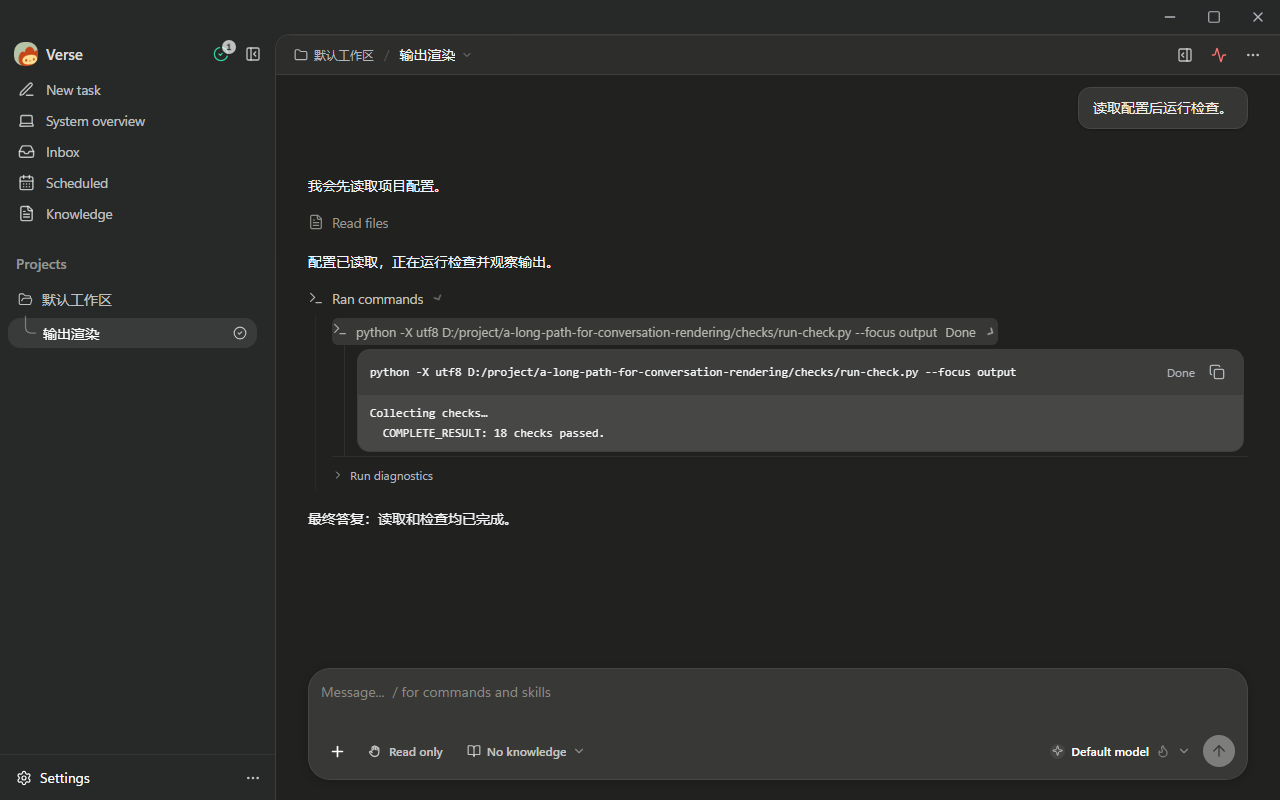 Verse
1
New task
System overview
Inbox
Scheduled
Knowledge
Projects
默认工作区
输出渲染
Settings
默认工作区 / 输出渲染
读取配置后运行检查。
我会先读取项目配置。
Read files
配置已读取，正在运行检查并观察输出。
Ran commands
python -X utf8 D:/project/a-long-path-for-conversation-rendering/checks/run-check.py --focus output Done
python -X utf8 D:/project/a-long-path-for-conversation-rendering/checks/run-check.py --focus output Done
Collecting checks…
COMPLETE_RESULT: 18 checks passed.
Run diagnostics
最终答复：读取和检查均已完成。
Message... / for commands and skills
Read only No knowledge Default model